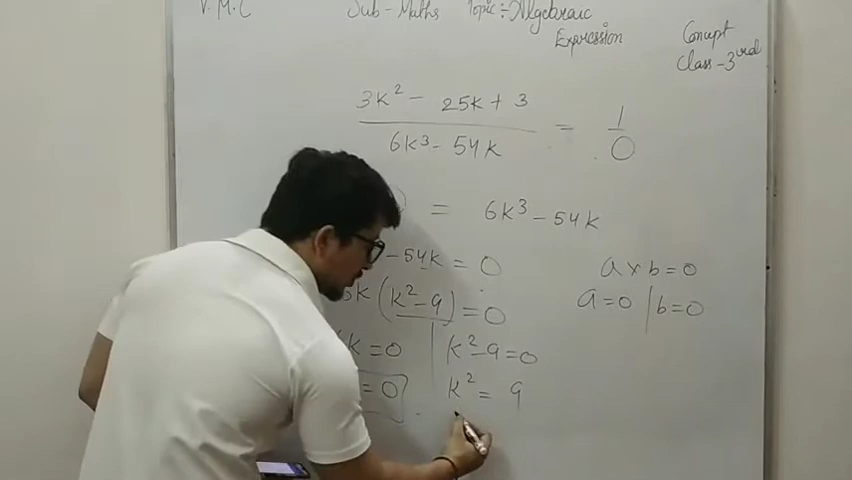 V.M.C Sub-Maths Topic:-Algebraic
Expression Concept
Class-3rd
3k² - 25k + 3 / 6k³ - 54k = 1/0
= 6k³ - 54k
- 54k = 0
a x b = 0
k(k² - 9) = 0
a = 0 | b = 0
k = 0 | k² - 9 = 0
= 0 k² = 9